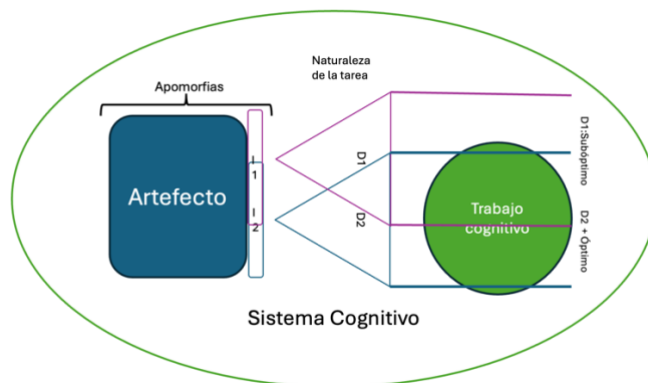 Naturaleza
de la tarea
Apomorfias
Artefecto
I
1
I
2
D1
D2
Trabajo
cognitivo
D1:Subóptimo
D2 + Óptimo
Sistema Cognitivo